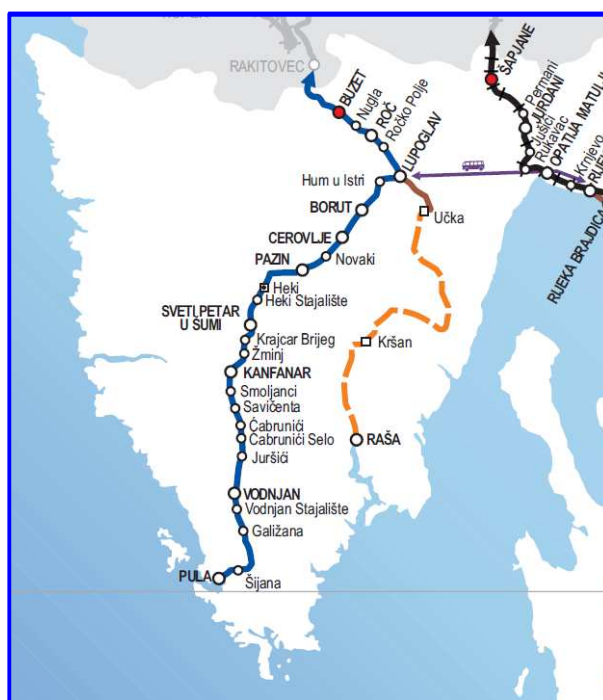 RAKITOVEC
BUZET
Nugla
ROČ
Ročko Polje
LUPOGLAV
ŠAPJANE
Permani
JURDANI
Jušići
Rukavac
OPATIJA MATULJI
Krnjevo
RIJEKA BRAJDICA
Hum u Istri
Učka
BORUT
CEROVLJE
Novaki
PAZIN
Heki
Heki Stajalište
SVETI PETAR
U ŠUMI
Krajcar Brijeg
Žminj
Kršan
KANFANAR
Smoljanci
Savičenta
Čabrunići
Čabrunići Selo
Juršići
RAŠA
VODNJAN
Vodnjan Stajalište
Galižana
PULA
Šijana